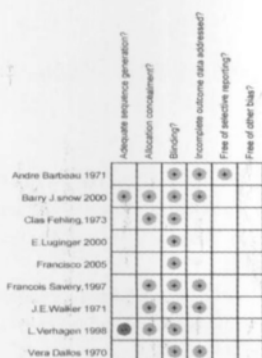 Adequate sequence generation?
Allocation concealment?
Blinding?
Incomplete outcome data addressed?
Free of selective reporting?
Free of other bias?
Andre Barbeau 1971
Barry J.snow 2000
Clas Fehling,1973
E.Luginger 2000
Francisco 2005
Francois Savery,1997
J.E.Walker 1971
L.Verhagen 1998
Vera Dallos 1970